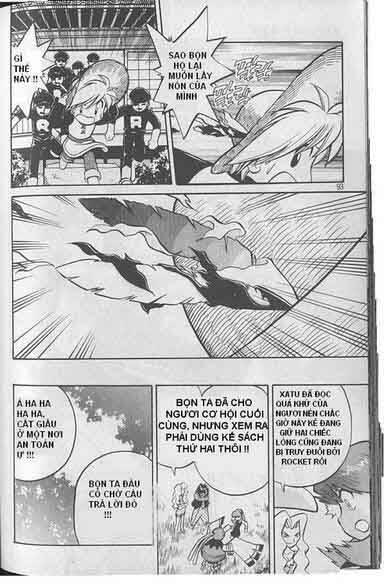 GÌ
THẾ
NÀY !!
SAO BỌN
HỌ LẠI
MUỐN LẤY
NÓN CỦA
MÌNH
R
R
93
Á HA HA
HA HA,
CẤT GIẤU
Ở MỘT NƠI
AN TOÀN
Ư !!!
BỌN TA ĐÂU
CÓ CHỜ CÂU
TRẢ LỜI ĐÓ !!!
BỌN TA ĐÃ CHO
NGƯƠI CƠ HỘI CUỐI
CÙNG, NHƯNG XEM RA
PHẢI DÙNG KẾ SÁCH
THỨ HAI THÔI !!
XATU ĐÃ ĐỌC
QUÁ KHỨ CỦA
NGƯƠI NÊN CHẮC
GIỜ NÀY KẺ ĐANG
GIỮ HAI CHIẾC
LÔNG CŨNG ĐANG
BỊ TRUY ĐUỔI BỞI
ROCKET RỒI